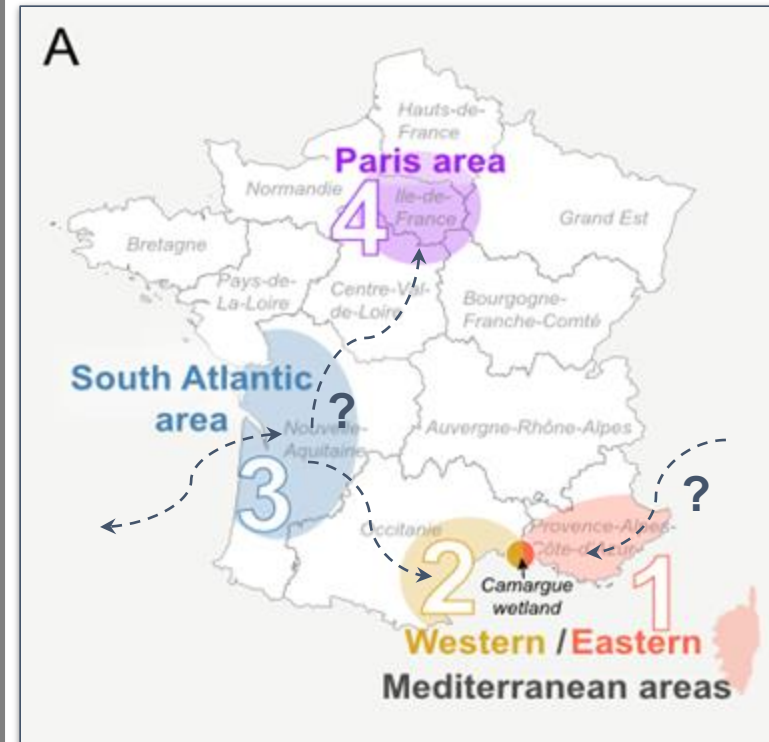 A
Hauts-de-
France
Paris area
Normandie
4
Ile-de-
France
Grand Est
Bretagne
Pays-de-
La-Loire
Centre-Val-
de-Loire
Bourgogne-
Franche-Comté
South Atlantic
area
?
Nouvelle-
Aquitaine
Auvergne-Rhône-Alpes
3
?
Occitanie
Provence-Alpes-
Côte-d'Azur
2
1
Camargue
wetland
Western / Eastern
Mediterranean areas